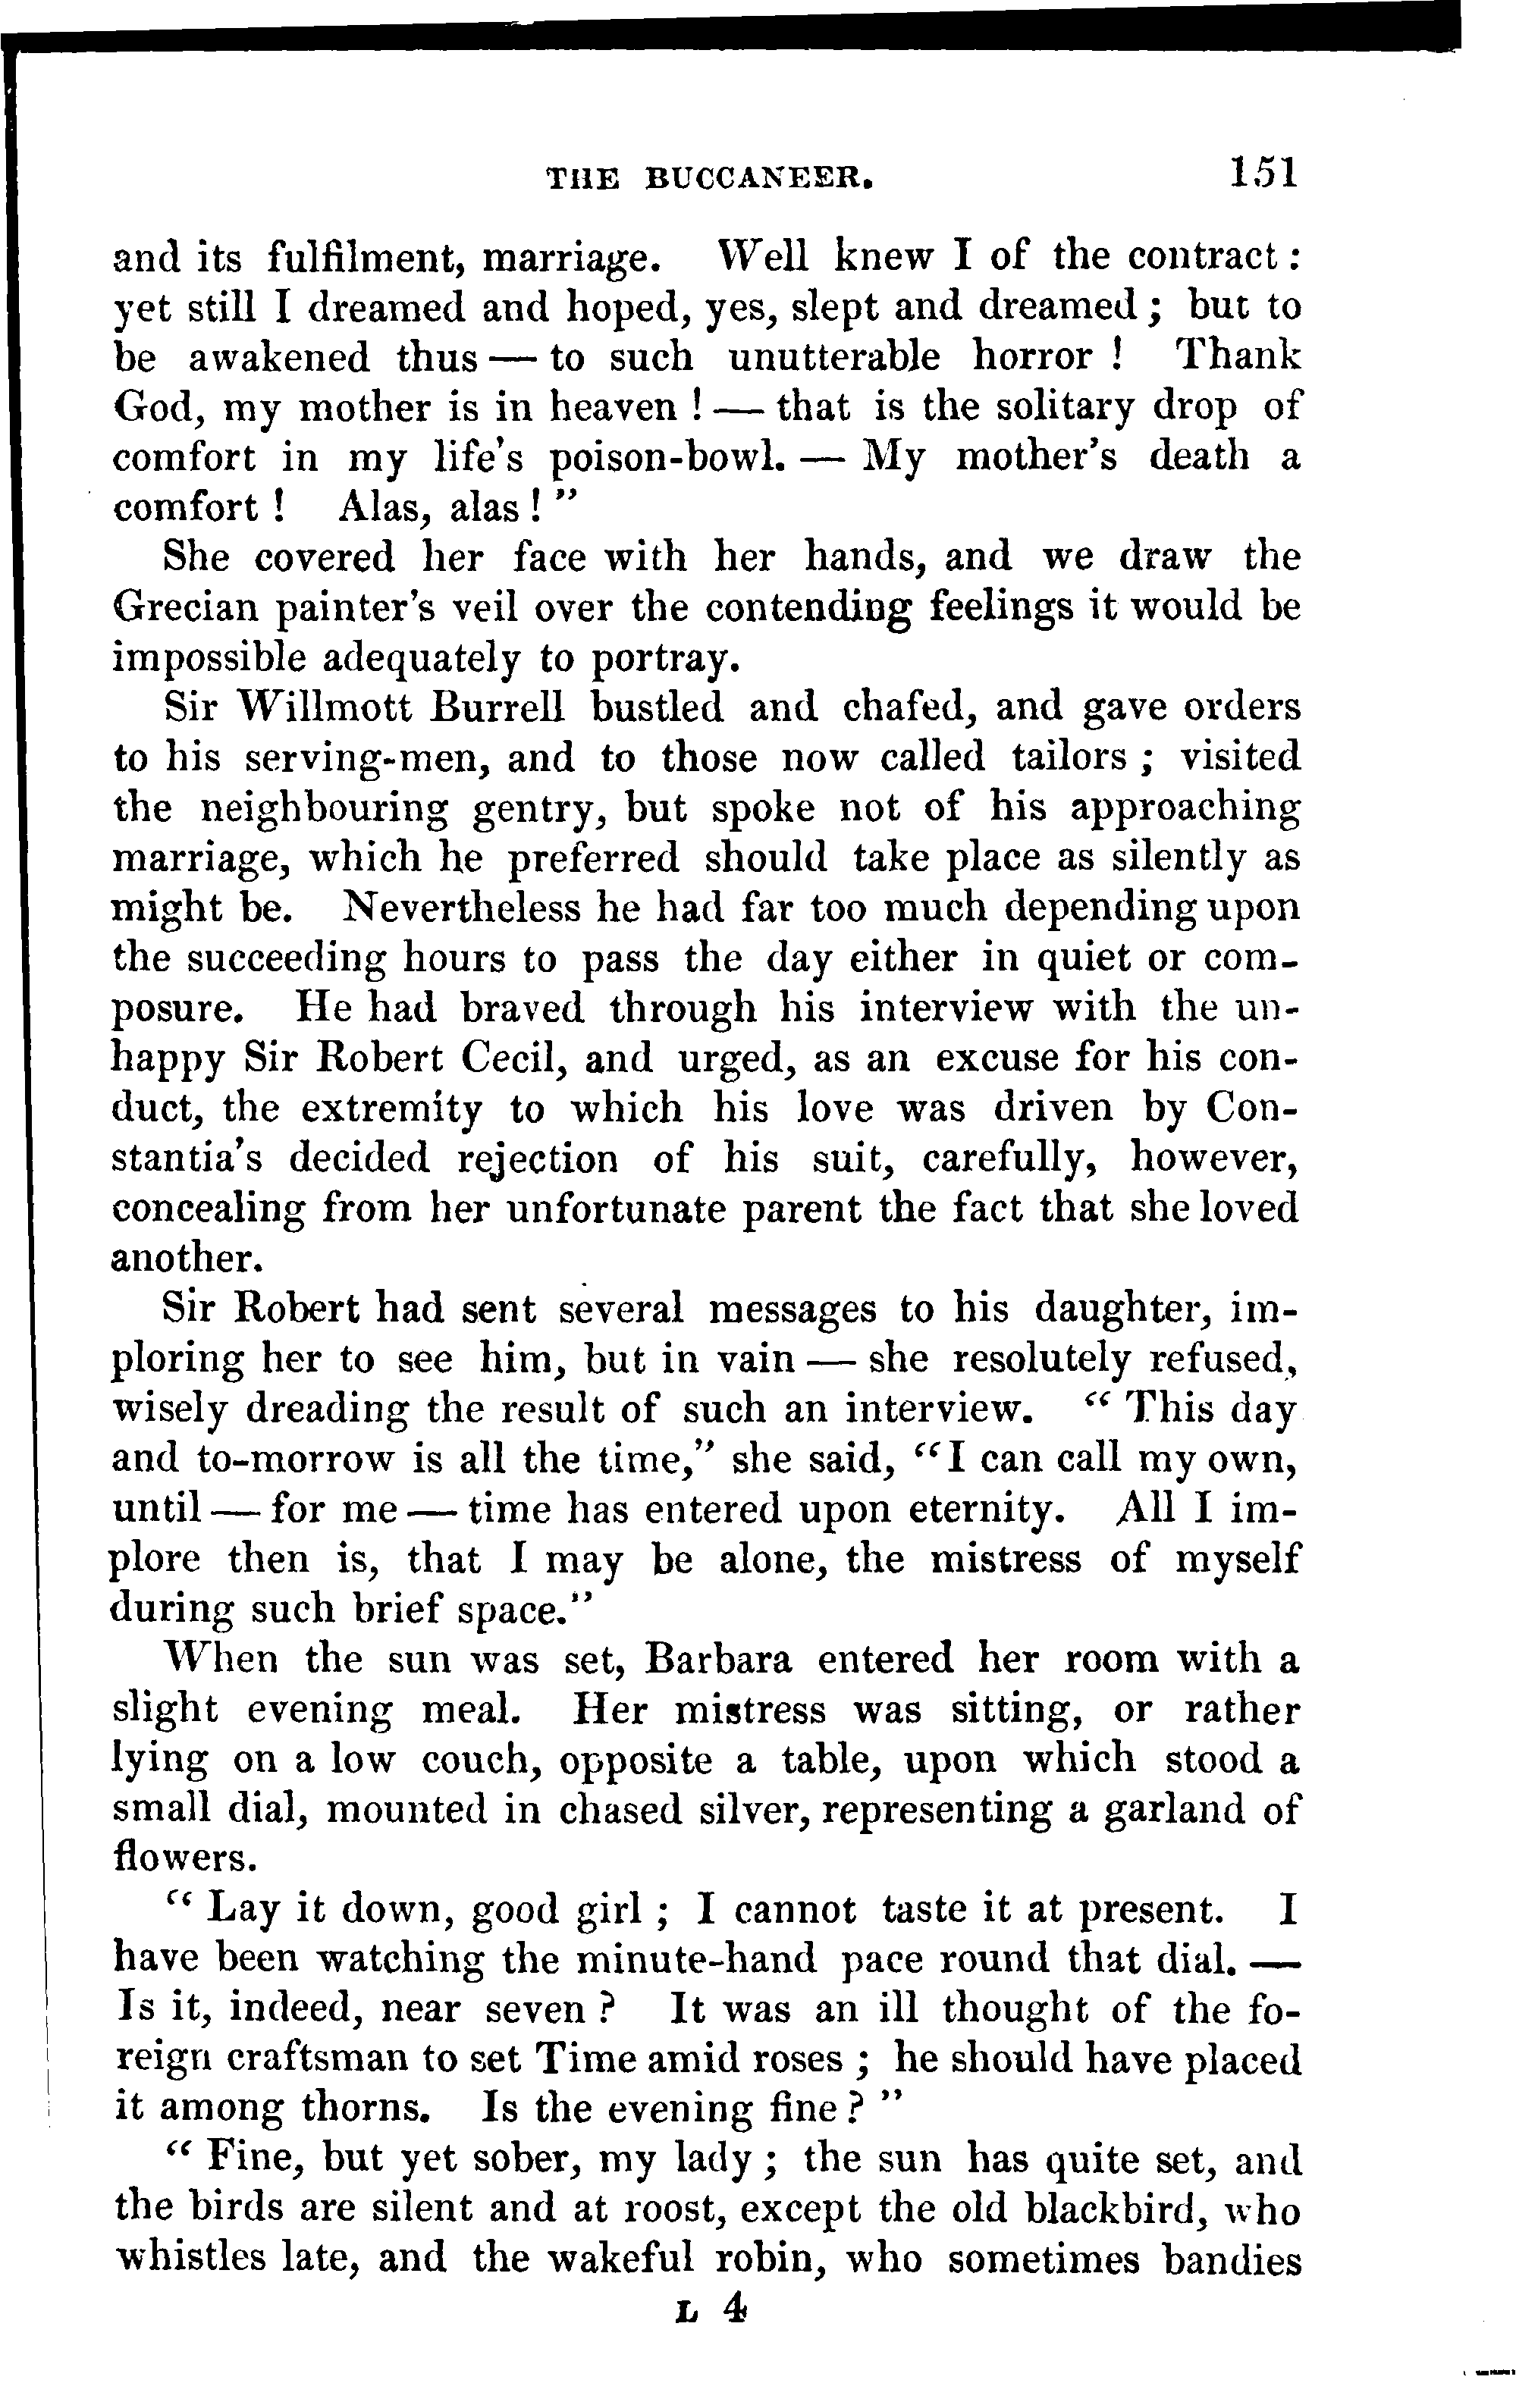 THE BUCCANEER. 151
and its fulfilment, marriage. Well knew I of the contract :
yet still I dreamed and hoped, yes, slept and dreamed ; but to
be awakened thus — to such unutterable horror ! Thank
God, my mother is in heaven ! — that is the solitary drop of
comfort in my life's poison-bowl. — My mother's death a
comfort ! Alas, alas ! "
She covered her face with her hands, and we draw the
Grecian painter's veil over the contending feelings it would be
impossible adequately to portray.
Sir Willmott Burrell bustled and chafed, and gave orders
to his serving-men, and to those now called tailors ; visited
the neighbouring gentry, but spoke not of his approaching
marriage, which he preferred should take place as silently as
might be. Nevertheless he had far too much depending upon
the succeeding hours to pass the day either in quiet or com-
posure. He had braved through his interview with the un-
happy Sir Robert Cecil, and urged, as an excuse for his con-
duct, the extremity to which his love was driven by Con-
stantia's decided rejection of his suit, carefully, however,
concealing from her unfortunate parent the fact that she loved
another.
Sir Robert had sent several messages to his daughter, im-
ploring her to see him, but in vain — she resolutely refused,
wisely dreading the result of such an interview. " This day
and to-morrow is all the time," she said, "I can call my own,
until — for me — time has entered upon eternity. All I im-
plore then is, that I may be alone, the mistress of myself
during such brief space."
When the sun was set, Barbara entered her room with a
slight evening meal. Her mistress was sitting, or rather
lying on a low couch, opposite a table, upon which stood a
small dial, mounted in chased silver, representing a garland of
flowers.
" Lay it down, good girl ; I cannot taste it at present. I
have been watching the minute-hand pace round that dial. —
Is it, indeed, near seven ? It was an ill thought of the fo-
reign craftsman to set Time amid roses ; he should have placed
it among thorns. Is the evening fine ? "
" Fine, but yet sober, my lady ; the sun has quite set, and
the birds are silent and at roost, except the old blackbird, who
whistles late, and the wakeful robin, who sometimes bandies
L 4